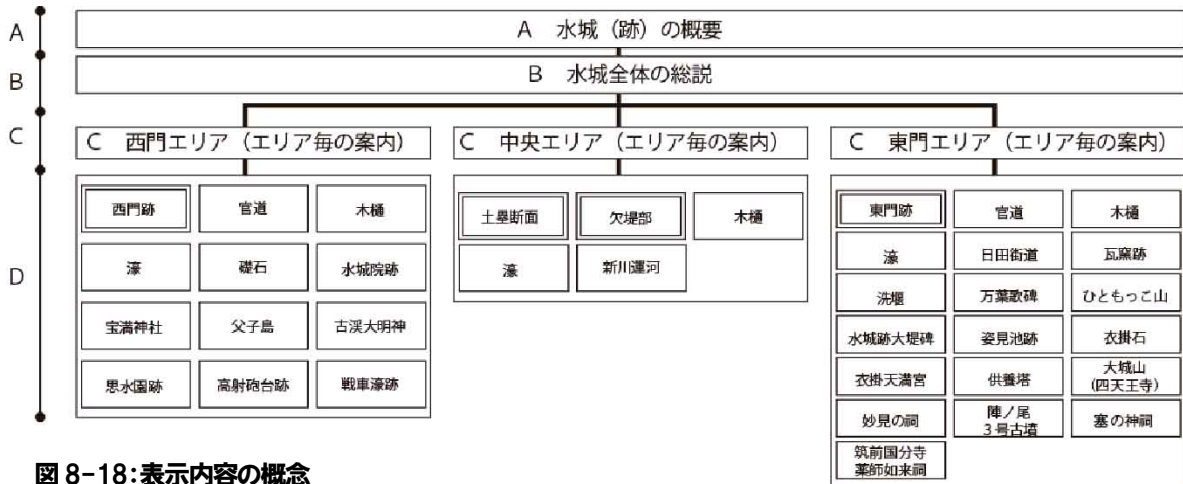 A
A 水城（跡）の概要
B
B 水城全体の総説
C
C 西門エリア（エリア毎の案内）
C 中央エリア（エリア毎の案内）
C 東門エリア（エリア毎の案内）
D
西門跡
官道
木樋
濠
礎石
水城院跡
宝満神社
父子島
古渓大明神
思水園跡
高射砲台跡
戦車濠跡
土塁断面
欠堤部
木樋
濠
新川運河
東門跡
官道
木樋
濠
日田街道
瓦窯跡
洗堰
万葉歌碑
ひともっこ山
水城跡大堤碑
姿見池跡
衣掛石
衣掛天満宮
供養塔
大城山
(四天王寺)
妙見の祠
陣ノ尾
3号古墳
塞の神祠
筑前国分寺
薬師如来祠
図8-18:表示内容の概念